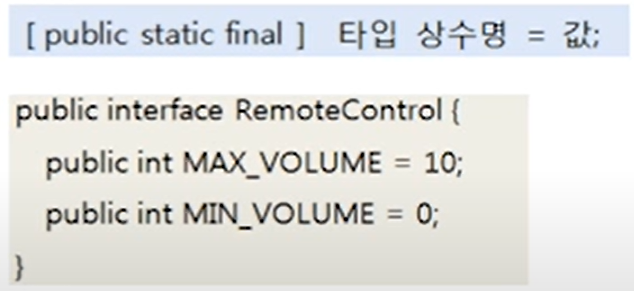 [ public static final ] 타입 상수명 = 값;
public interface RemoteControl {
public int MAX_VOLUME = 10;
public int MIN_VOLUME = 0;
}